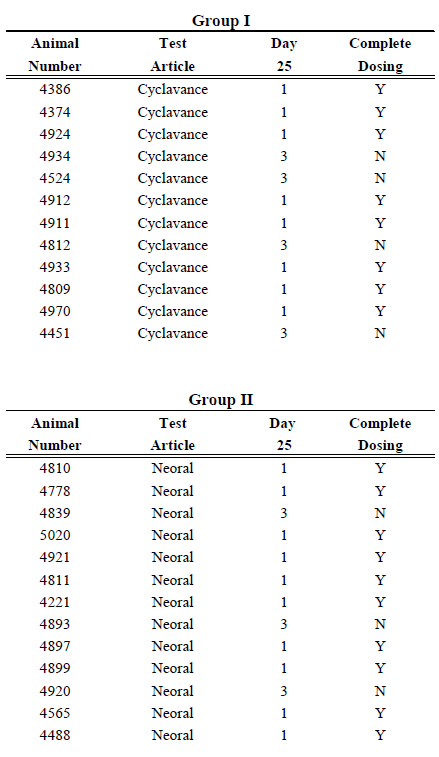 Group I
Animal Test Day Complete
Number Article 25 Dosing
4386 Cyclavance 1 Y
4374 Cyclavance 1 Y
4924 Cyclavance 1 Y
4934 Cyclavance 3 N
4524 Cyclavance 3 N
4912 Cyclavance 1 Y
4911 Cyclavance 1 Y
4812 Cyclavance 3 N
4933 Cyclavance 1 Y
4809 Cyclavance 1 Y
4970 Cyclavance 1 Y
4451 Cyclavance 3 N
Group II
Animal Test Day Complete
Number Article 25 Dosing
4810 Neoral 1 Y
4778 Neoral 1 Y
4839 Neoral 3 N
5020 Neoral 1 Y
4921 Neoral 1 Y
4811 Neoral 1 Y
4221 Neoral 1 Y
4893 Neoral 3 N
4897 Neoral 1 Y
4899 Neoral 1 Y
4920 Neoral 3 N
4565 Neoral 1 Y
4488 Neoral 1 Y